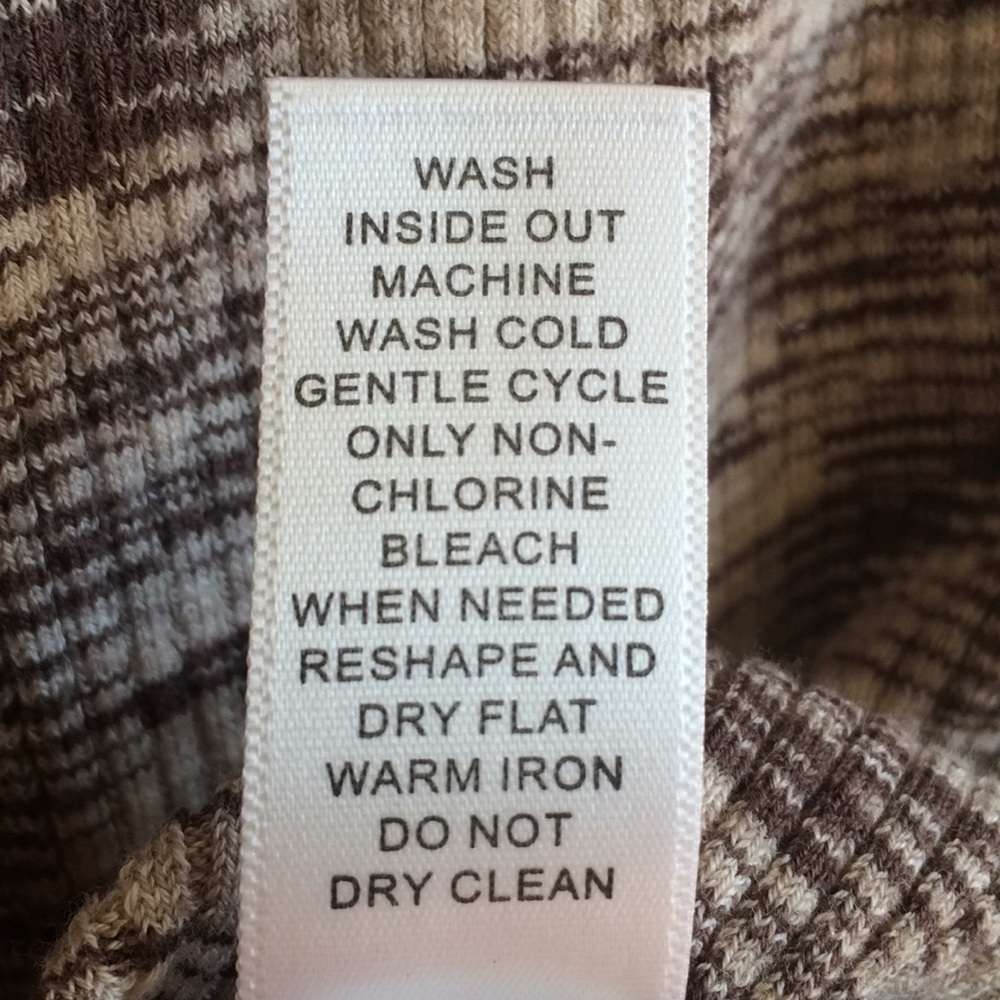 WASH
INSIDE OUT
MACHINE
WASH COLD
GENTLE CYCLE
ONLY NON-
CHLORINE
BLEACH
WHEN NEEDED
RESHAPE AND
DRY FLAT
WARM IRON
DO NOT
DRY CLEAN